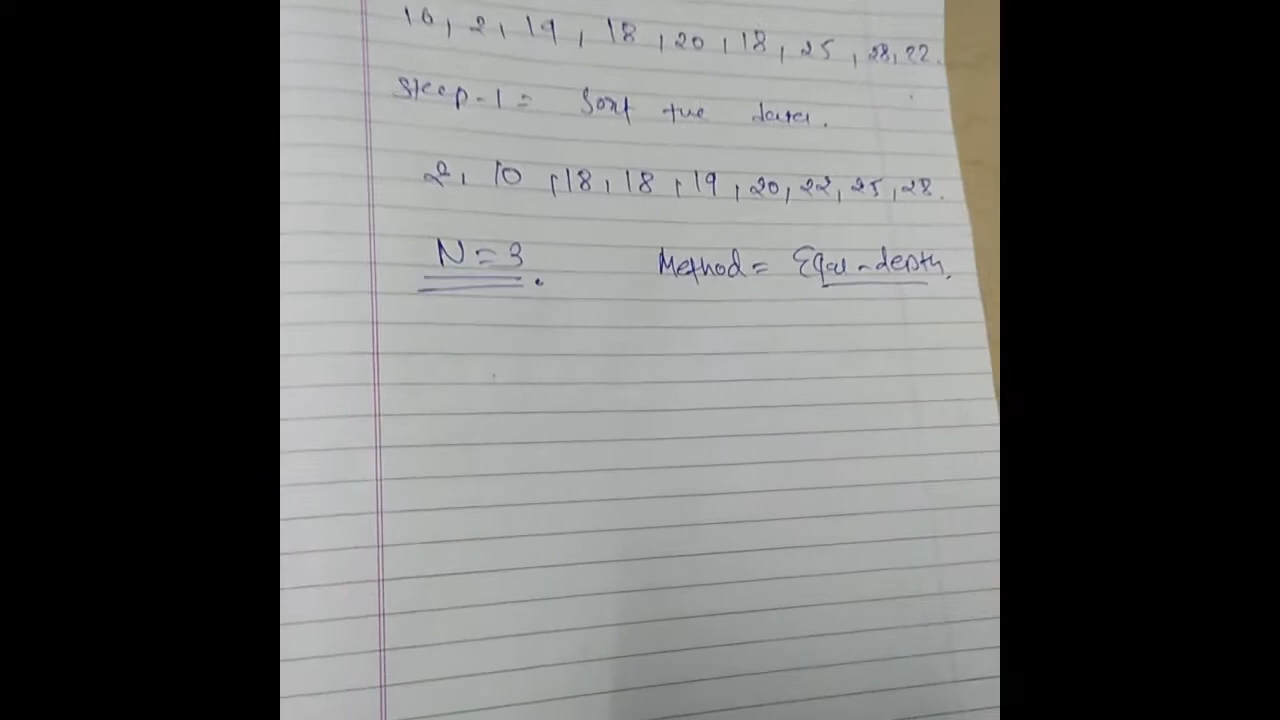 10, 2, 19, 18, 20, 18, 25, 28, 22.
Steep-1 = Sort the data.
2, 10, 18, 18, 19, 20, 22, 25, 28.
N = 3. Method = Equi-depth.